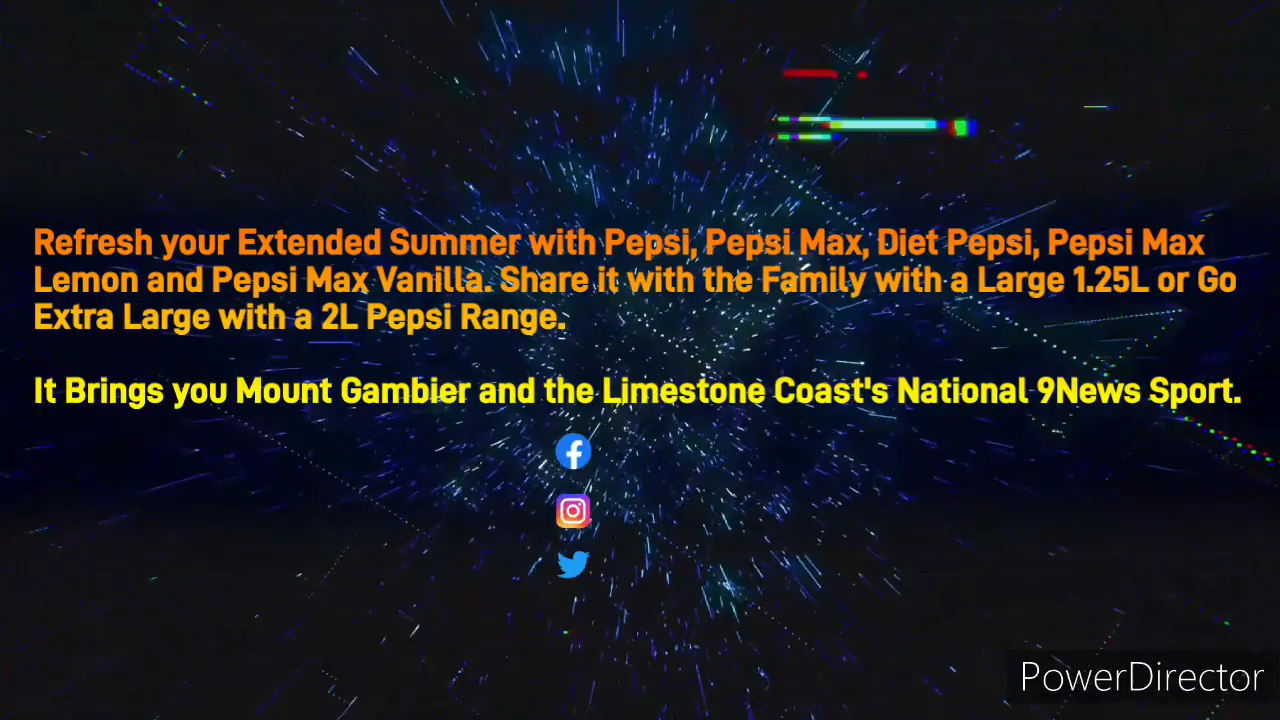 Refresh your Extended Summer with Pepsi, Pepsi Max, Diet Pepsi, Pepsi Max
Lemon and Pepsi Max Vanilla. Share it with the Family with a Large 1.25L or Go
Extra Large with a 2L Pepsi Range.
It Brings you Mount Gambier and the Limestone Coast's National 9News Sport.
PowerDirector